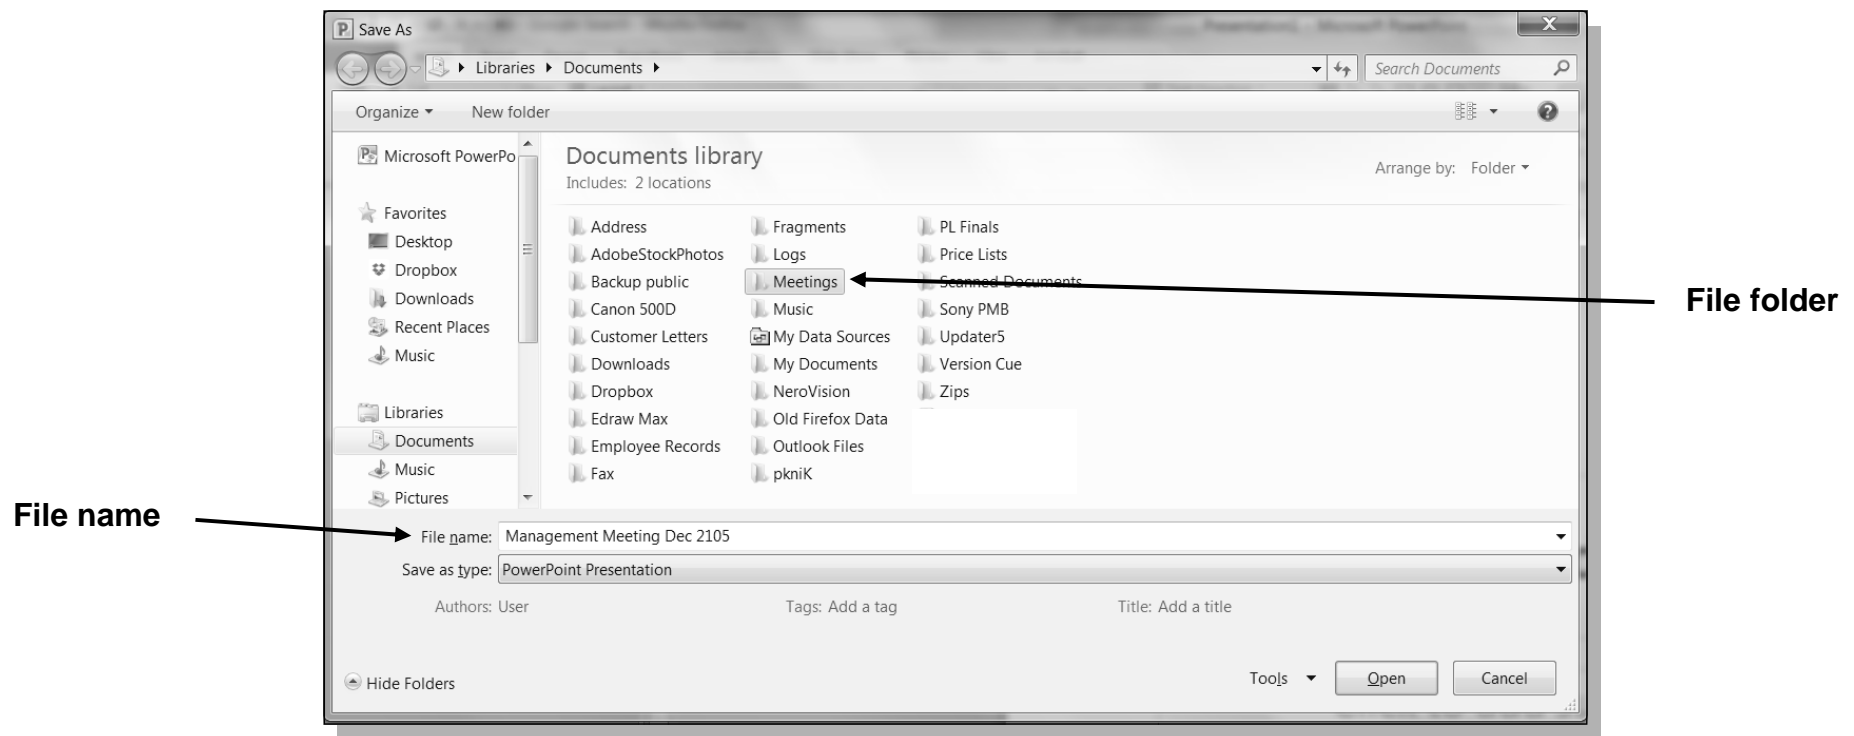 Save As
Libraries Documents
Search Documents
Organize New folder
Microsoft PowerPo
Favorites
Desktop
Dropbox
Downloads
Recent Places
Music
Libraries
Documents
Music
Pictures
Documents library
Includes: 2 locations
Arrange by: Folder
Address
AdobeStockPhotos
Backup public
Canon 500D
Customer Letters
Downloads
Dropbox
Edraw Max
Employee Records
Fax
Fragments
Logs
Meetings
Music
My Data Sources
My Documents
NeroVision
Old Firefox Data
Outlook Files
pkniK
PL Finals
Price Lists
Scanned Documents
Sony PMB
Updater5
Version Cue
Zips
File folder
File name
File name: Management Meeting Dec 2105
Save as type: PowerPoint Presentation
Authors: User Tags: Add a tag Title: Add a title
Hide Folders
Tools Open Cancel